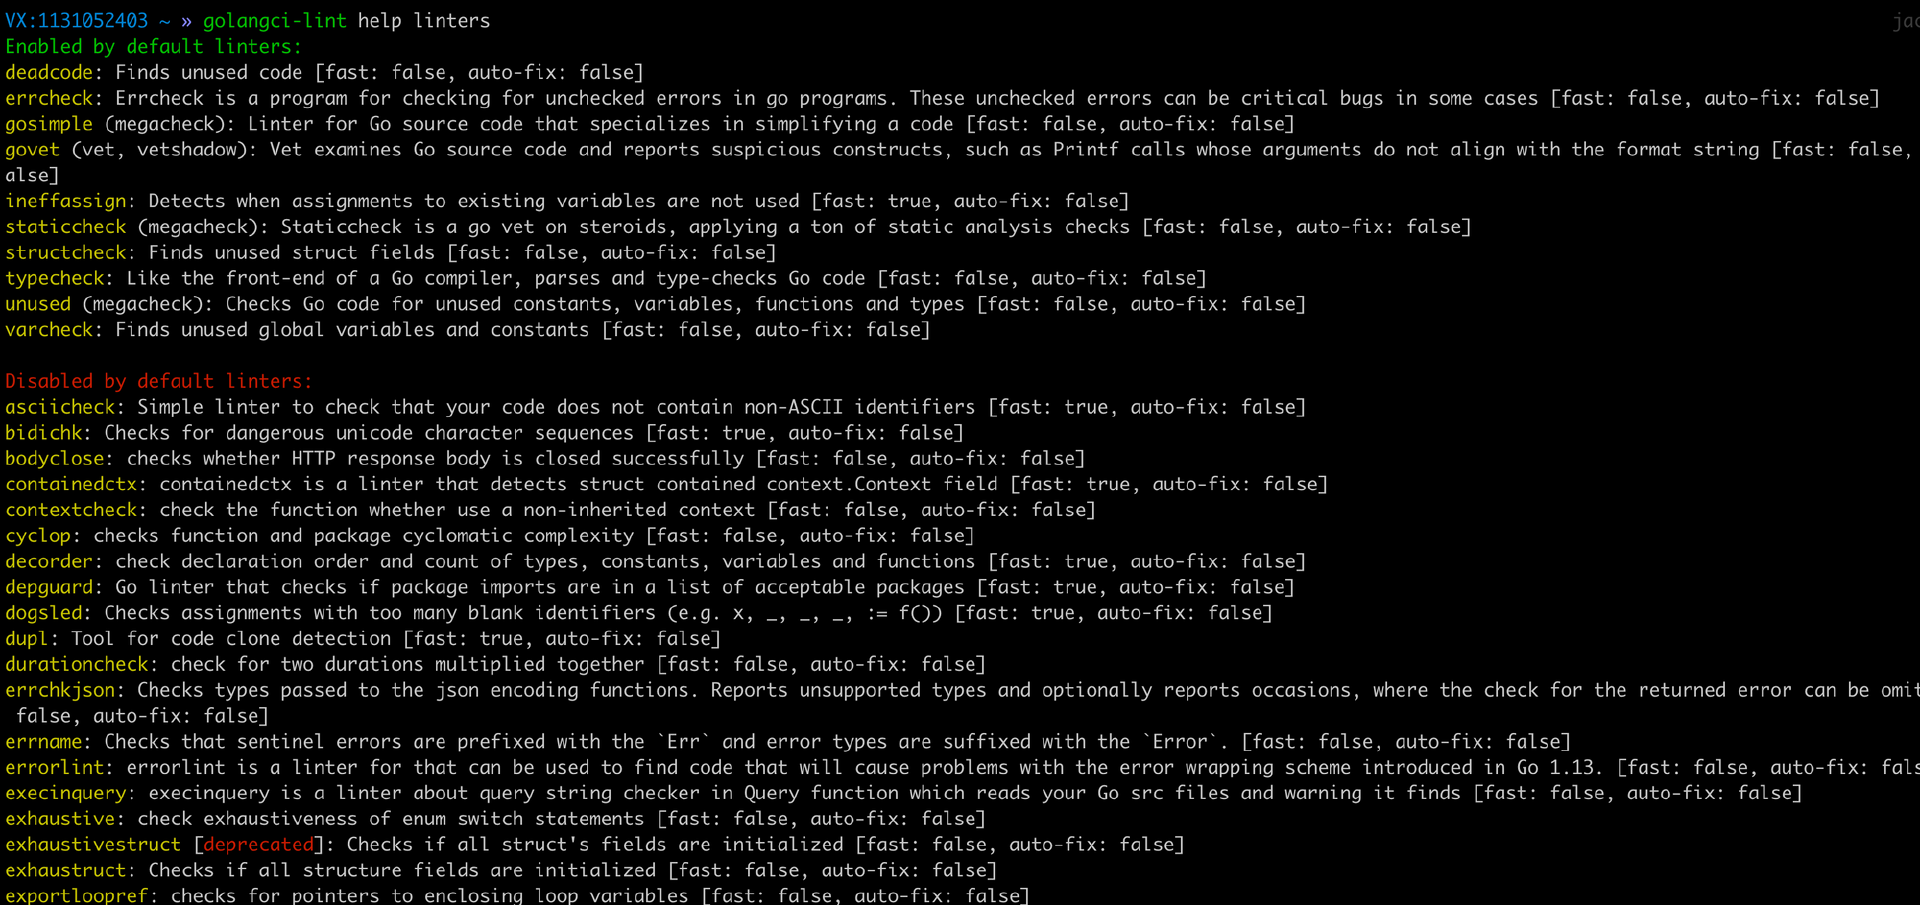 VX:1131052403 ~ » golangci-lint help linters jac
Enabled by default linters:
deadcode: Finds unused code [fast: false, auto-fix: false]
errcheck: Errcheck is a program for checking for unchecked errors in go programs. These unchecked errors can be critical bugs in some cases [fast: false, auto-fix: false]
gosimple (megacheck): Linter for Go source code that specializes in simplifying a code [fast: false, auto-fix: false]
govet (vet, vetshadow): Vet examines Go source code and reports suspicious constructs, such as Printf calls whose arguments do not align with the format string [fast: false,
alse]
ineffassign: Detects when assignments to existing variables are not used [fast: true, auto-fix: false]
staticcheck (megacheck): Staticcheck is a go vet on steroids, applying a ton of static analysis checks [fast: false, auto-fix: false]
structcheck: Finds unused struct fields [fast: false, auto-fix: false]
typecheck: Like the front-end of a Go compiler, parses and type-checks Go code [fast: false, auto-fix: false]
unused (megacheck): Checks Go code for unused constants, variables, functions and types [fast: false, auto-fix: false]
varcheck: Finds unused global variables and constants [fast: false, auto-fix: false]
Disabled by default linters:
asciicheck: Simple linter to check that your code does not contain non-ASCII identifiers [fast: true, auto-fix: false]
bidichk: Checks for dangerous unicode character sequences [fast: true, auto-fix: false]
bodyclose: checks whether HTTP response body is closed successfully [fast: false, auto-fix: false]
containedctx: containedctx is a linter that detects struct contained context.Context field [fast: true, auto-fix: false]
contextcheck: check the function whether use a non-inherited context [fast: false, auto-fix: false]
cyclop: checks function and package cyclomatic complexity [fast: false, auto-fix: false]
decorder: check declaration order and count of types, constants, variables and functions [fast: true, auto-fix: false]
depguard: Go linter that checks if package imports are in a list of acceptable packages [fast: true, auto-fix: false]
dogsled: Checks assignments with too many blank identifiers (e.g. x, _, _, _, := f()) [fast: true, auto-fix: false]
dupl: Tool for code clone detection [fast: true, auto-fix: false]
durationcheck: check for two durations multiplied together [fast: false, auto-fix: false]
errchkjson: Checks types passed to the json encoding functions. Reports unsupported types and optionally reports occasions, where the check for the returned error can be omit
false, auto-fix: false]
errname: Checks that sentinel errors are prefixed with the `Err` and error types are suffixed with the `Error`. [fast: false, auto-fix: false]
errorlint: errorlint is a linter for that can be used to find code that will cause problems with the error wrapping scheme introduced in Go 1.13. [fast: false, auto-fix: fals
execinquery: execinquery is a linter about query string checker in Query function which reads your Go src files and warning it finds [fast: false, auto-fix: false]
exhaustive: check exhaustiveness of enum switch statements [fast: false, auto-fix: false]
exhaustivestruct [deprecated]: Checks if all struct's fields are initialized [fast: false, auto-fix: false]
exhaustruct: Checks if all structure fields are initialized [fast: false, auto-fix: false]
exportloopref: checks for pointers to enclosing loop variables [fast: false, auto-fix: false]